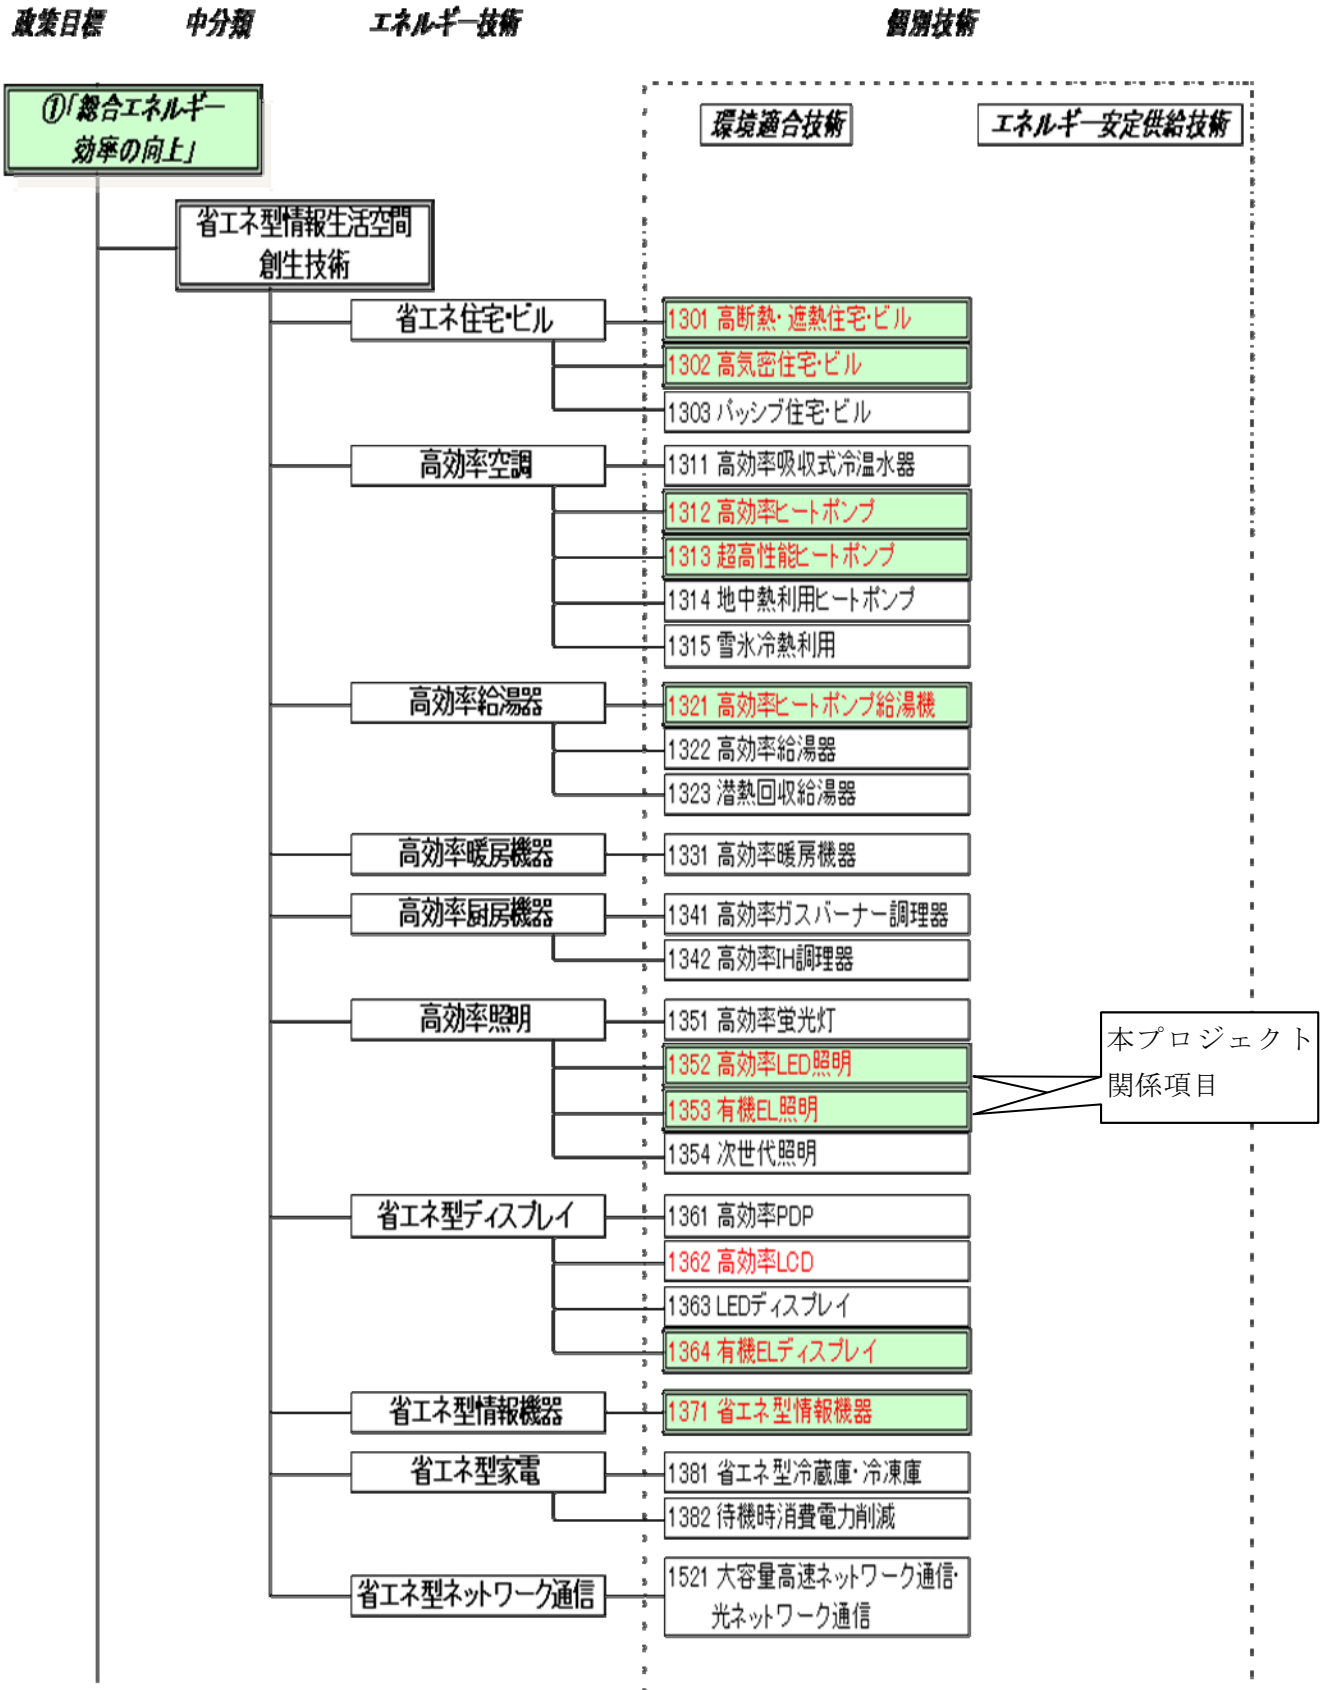 政策目標 中分類 エネルギー技術 個別技術
①「総合エネルギー
効率の向上」
環境適合技術 エネルギー安定供給技術
省エネ型情報生活空間
創生技術
省エネ住宅・ビル
1301 高断熱・遮熱住宅・ビル
1302 高気密住宅・ビル
1303 パッシブ住宅・ビル
高効率空調
1311 高効率吸収式冷温水器
1312 高効率ヒートポンプ
1313 超高性能ヒートポンプ
1314 地中熱利用ヒートポンプ
1315 雪氷冷熱利用
高効率給湯器
1321 高効率ヒートポンプ給湯機
1322 高効率給湯器
1323 潜熱回収給湯器
高効率暖房機器
1331 高効率暖房機器
高効率厨房機器
1341 高効率ガスバーナー調理器
1342 高効率IH調理器
高効率照明
1351 高効率蛍光灯
1352 高効率LED照明
1353 有機EL照明
1354 次世代照明
本プロジェクト
関係項目
省エネ型ディスプレイ
1361 高効率PDP
1362 高効率LCD
1363 LEDディスプレイ
1364 有機ELディスプレイ
省エネ型情報機器
1371 省エネ型情報機器
省エネ型家電
1381 省エネ型冷蔵庫・冷凍庫
1382 待機時消費電力削減
省エネ型ネットワーク通信
1521 大容量高速ネットワーク通信・
光ネットワーク通信